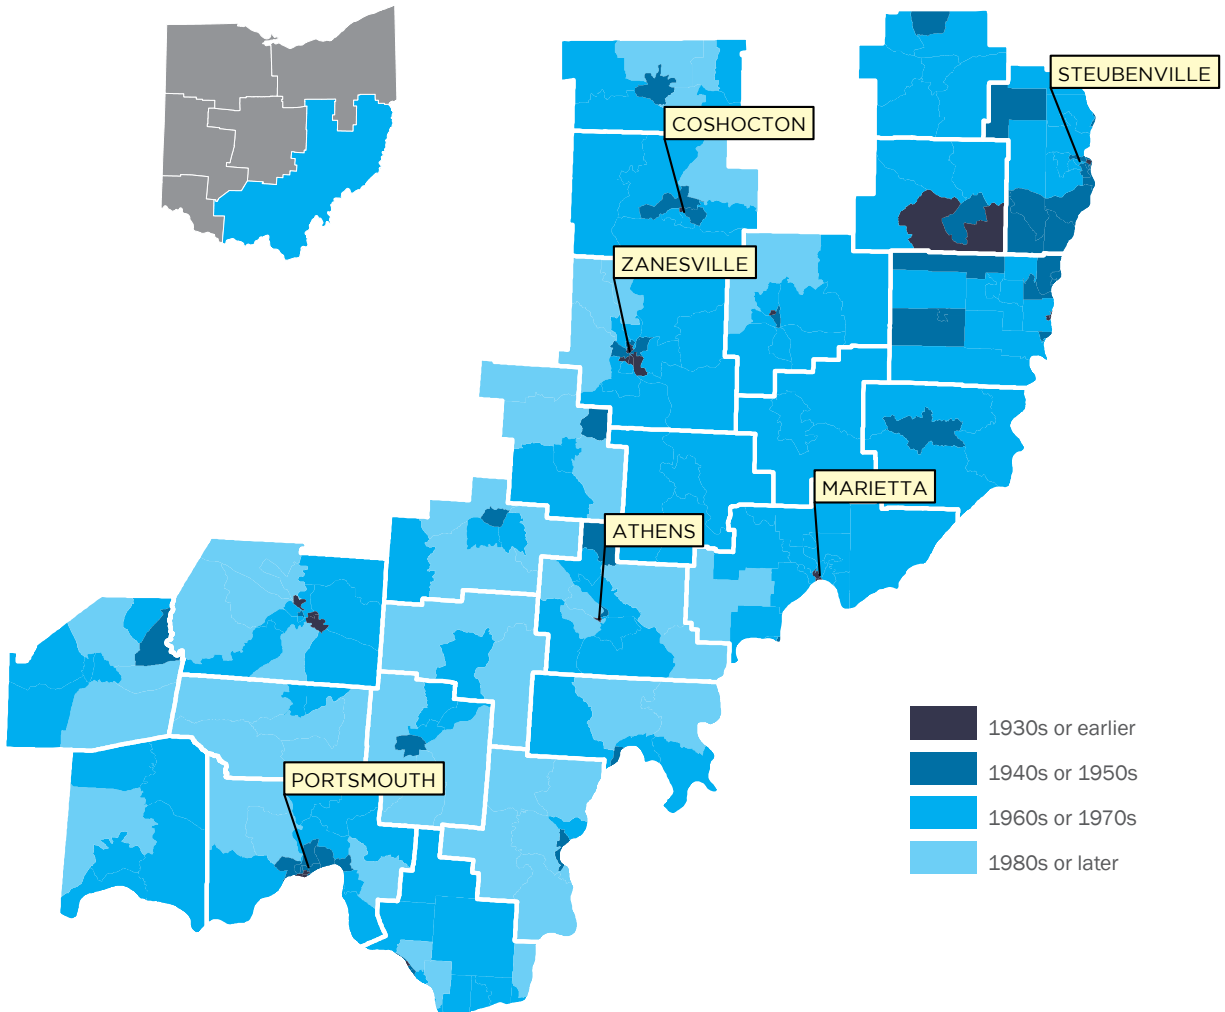 STEUBENVILLE
COSHOCTON
ZANESVILLE
MARIETTA
ATHENS
PORTSMOUTH
1930s or earlier
1940s or 1950s
1960s or 1970s
1980s or later